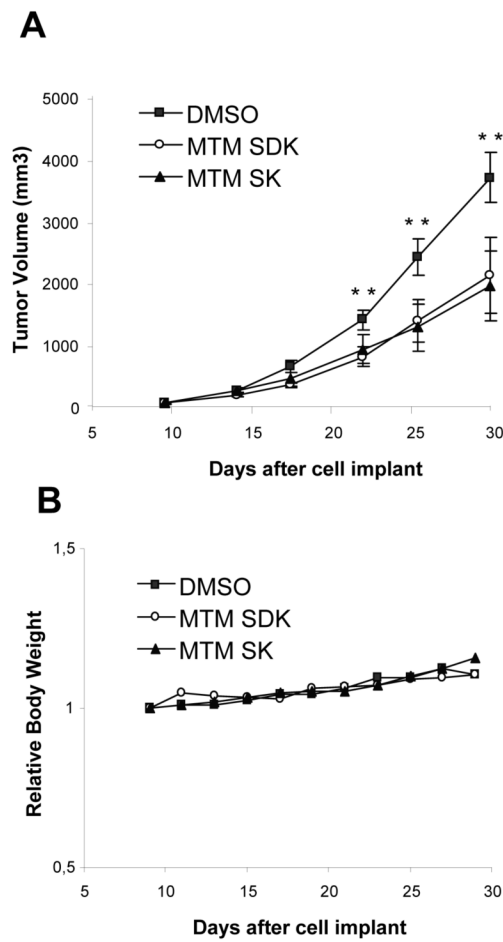 A
5000
4000
3000
2000
1000
0
Tumor Volume (mm3)
DMSO
MTM SDK
MTM SK
* *
* *
* *
5 10 15 20 25 30
Days after cell implant
B
1,5
1
0,5
Relative Body Weight
DMSO
MTM SDK
MTM SK
5 10 15 20 25 30
Days after cell implant